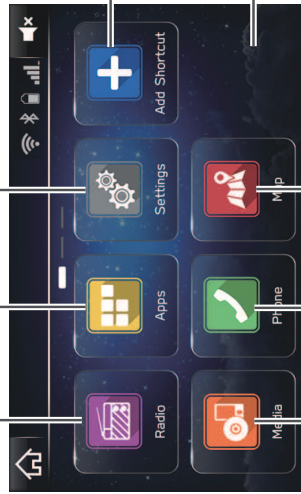 Radio
Apps
Settings
Add Shortcut
Media
Phone
Map